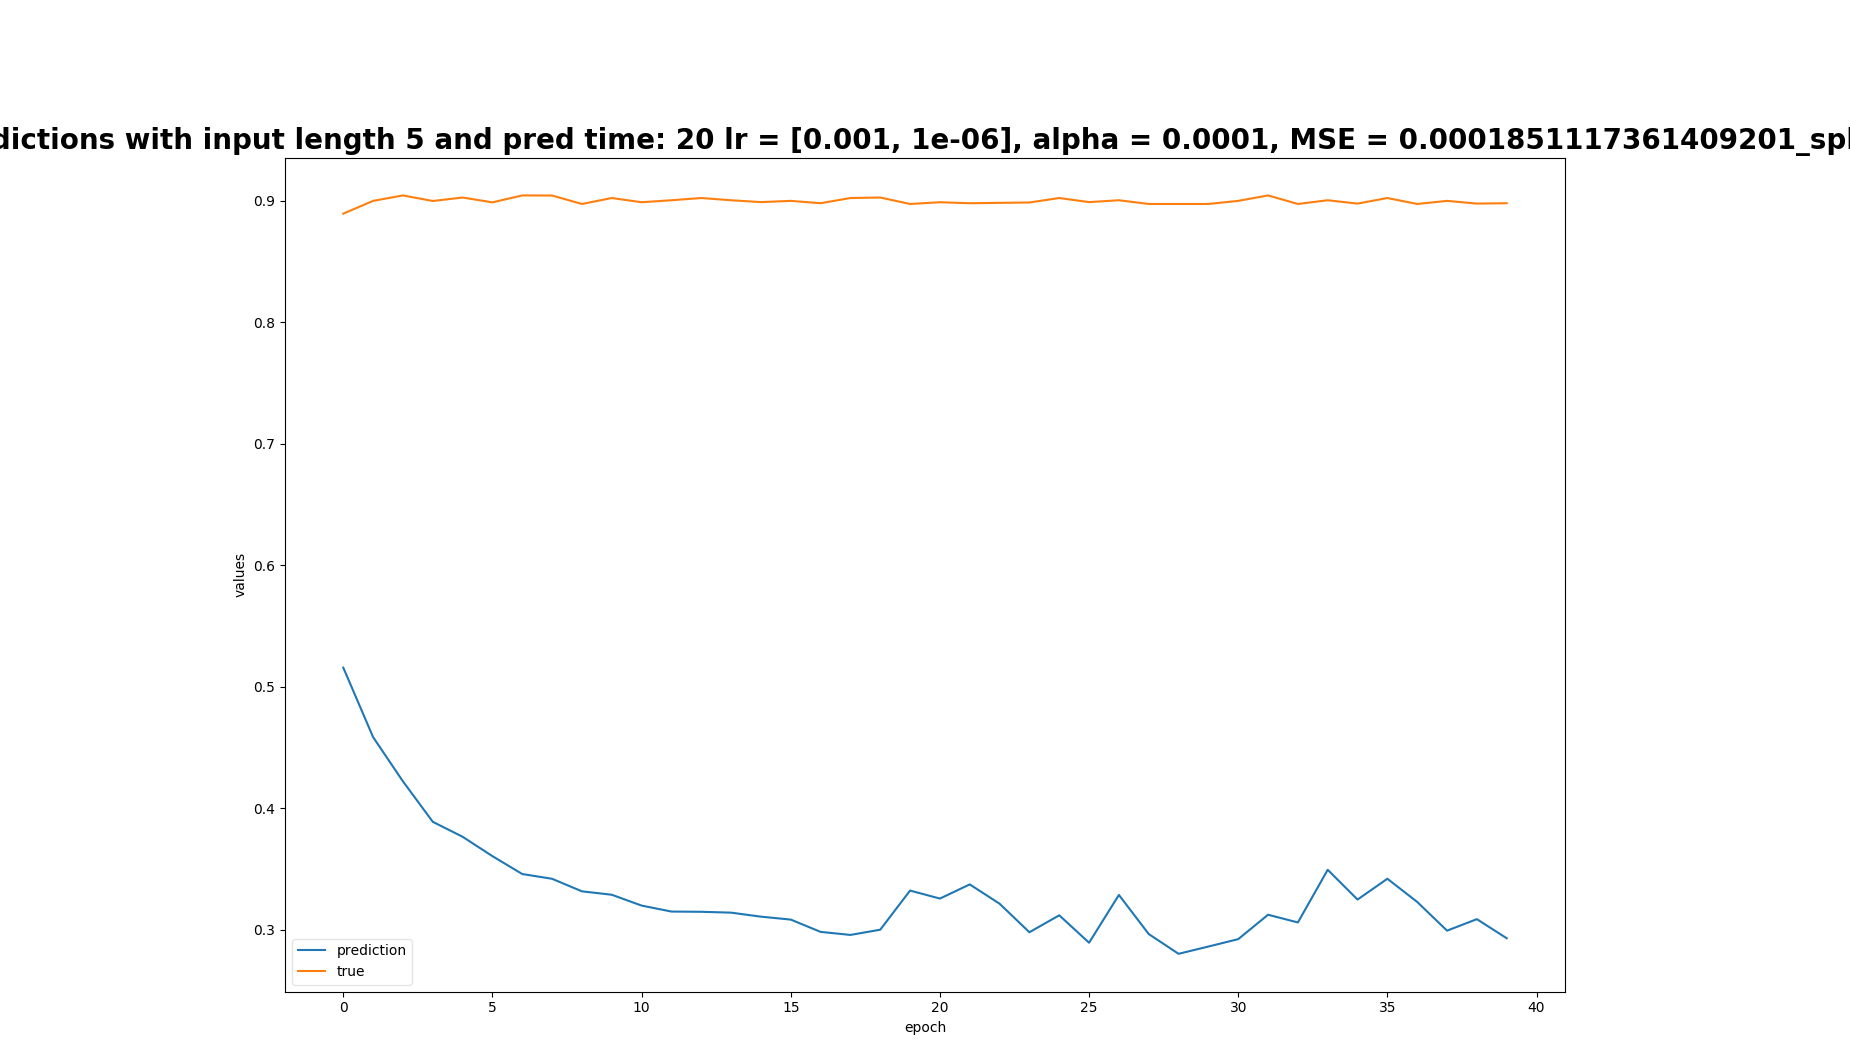 dictions with input length 5 and pred time: 20 lr = [0.001, 1e-06], alpha = 0.0001, MSE = 0.0001851117361409201_spl
0.9
0.8
0.7
0.6
0.5
0.4
0.3
values
prediction
true
0 5 10 15 20 25 30 35 40
epoch